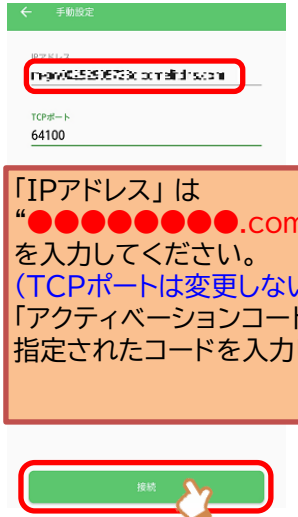 手動設定
IPアドレス
TCPポート
64100
「IPアドレス」は
“●●●●●●●●.com
を入力してください。
(TCPポートは変更しない
「アクティベーションコード
指定されたコードを入力
接続